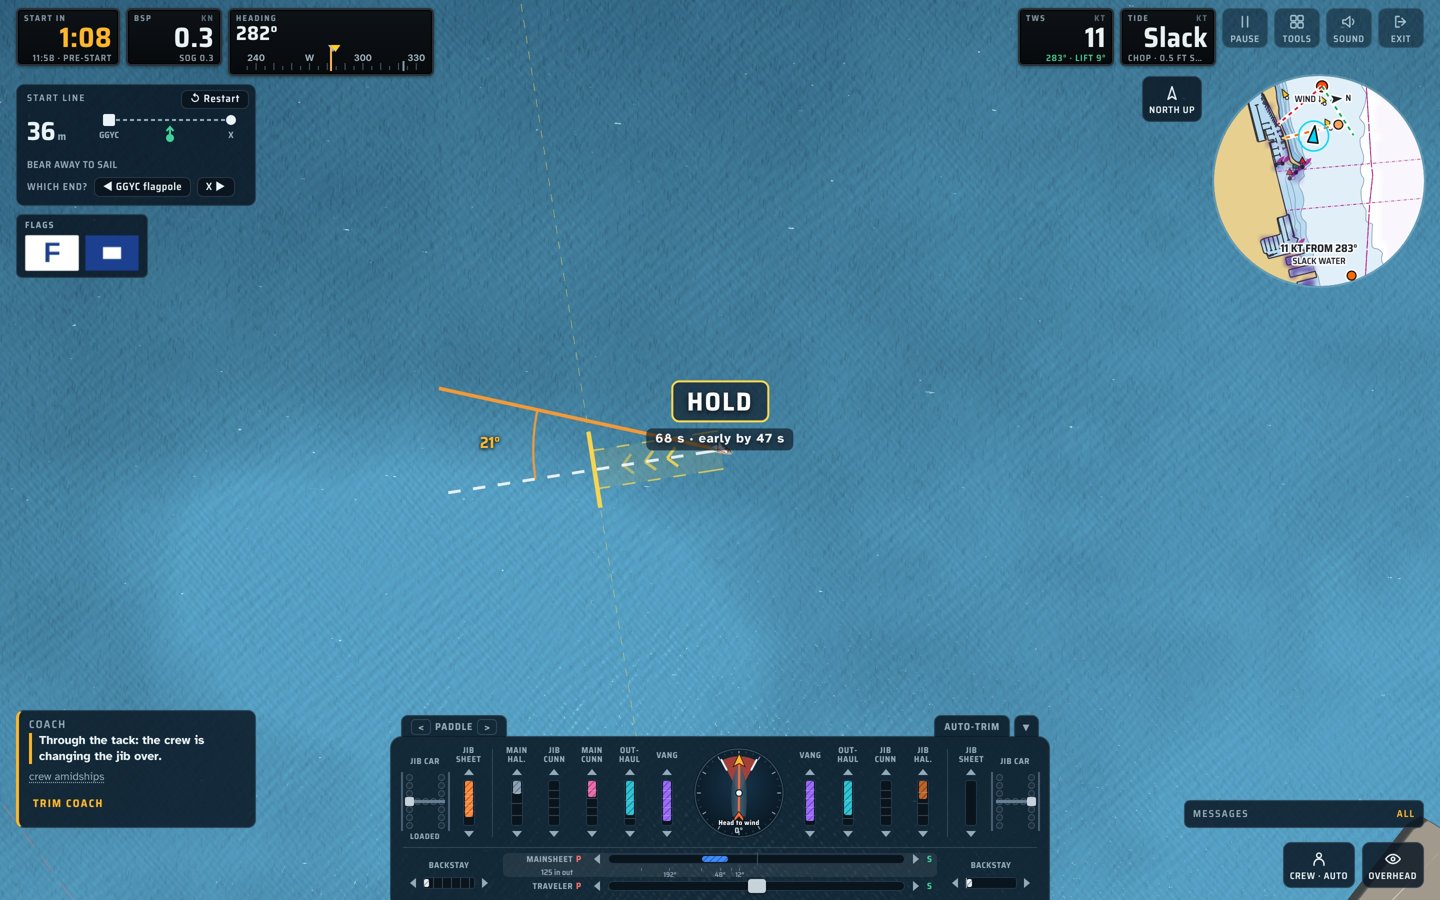 START IN
1:08
11:58 · PRE-START
BSP KN
0.3
SOG 0.3
HEADING
282°
240 W 300 330
TWS KT
11
283° · LIFT 9°
TIDE KT
Slack
CHOP · 0.5 FT S...
PAUSE
TOOLS
SOUND
EXIT
START LINE
Restart
36 m
GGYC X
BEAR AWAY TO SAIL
WHICH END? GGYC flagpole X
FLAGS
F
NORTH UP
WIND N
11 KT FROM 283°
SLACK WATER
HOLD
68 s · early by 47 s
21°
COACH
Through the tack: the crew is
changing the jib over.
crew amidships
TRIM COACH
< PADDLE >
AUTO-TRIM
JIB CAR
LOADED
JIB SHEET
MAIN HAL.
JIB CUNN
MAIN CUNN
OUT-HAUL
VANG
Head to wind
0°
VANG
OUT-HAUL
JIB CUNN
JIB HAL.
JIB SHEET
JIB CAR
BACKSTAY
MAINSHEET P S
125 in out 192° 48° 12°
TRAVELER P S
BACKSTAY
MESSAGES ALL
CREW · AUTO
OVERHEAD